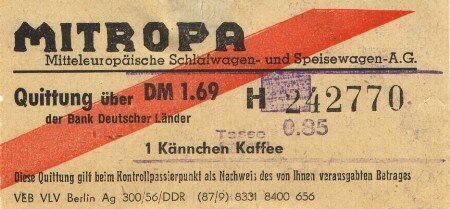 MITROPA
Mitteleuropäische Schlafwagen- und Speisewagen-A.G.
Quittung über DM 1.69 H 242770
der Bank Deutscher Länder
0.35
1 Kännchen Kaffee
Diese Quittung gilt beim Kontrollpassierpunkt als Nachweis des von Ihnen verausgabten Betrages
VEB VLV Berlin Ag 300/56/DDR (87/9) 8331 8400 656